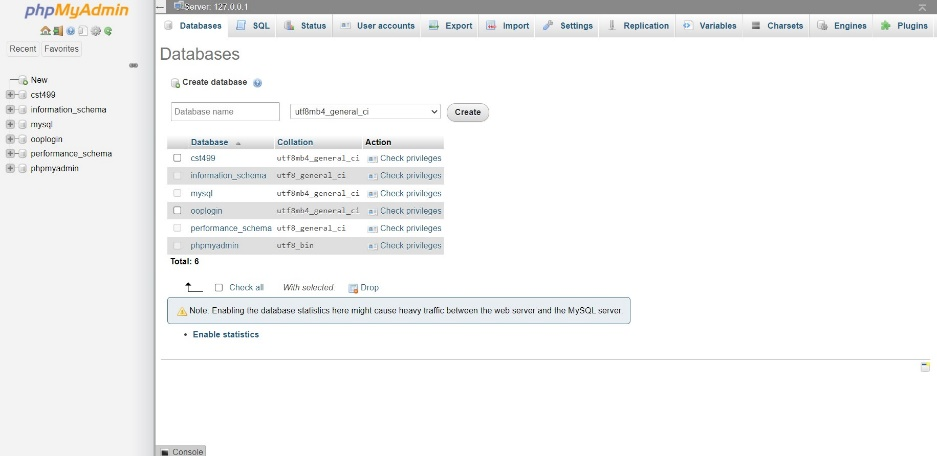 phpMyAdmin
Recent Favorites
New
cst499
information_schema
mysql
ooplogin
performance_schema
phpmyadmin
Server: 127.0.0.1
Databases SQL Status User accounts Export Import Settings Replication Variables Charsets Engines Plugins
Databases
Create database
Database name utf8mb4_general_ci Create
Database Collation Action
cst499 utf8mb4_general_ci Check privileges
information_schema utf8_general_ci Check privileges
mysql utf8mb4_general_ci Check privileges
ooplogin utf8mb4_general_ci Check privileges
performance_schema utf8_general_ci Check privileges
phpmyadmin utf8_bin Check privileges
Total: 6
Check all With selected Drop
Note: Enabling the database statistics here might cause heavy traffic between the web server and the MySQL server
• Enable statistics
Console